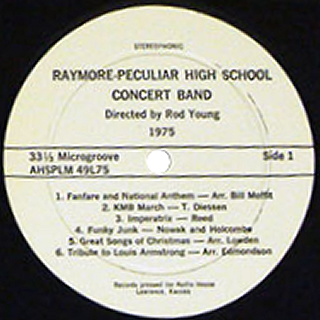 STEREOPHONIC
RAYMORE-PECULIAR HIGH SCHOOL
CONCERT BAND
Directed by Rod Young
1975
33⅓ Microgroove Side 1
AHSPLM 49L75
1. Fanfare and National Anthem — Arr. Bill Moffit
2. KMB March — T. Diessen
3. Imperatrix — Reed
4. Funky Junk — Nowak and Holcombe
5. Great Songs of Christmas — Arr. Lowden
6. Tribute to Louis Armstrong — Arr. Edmondson
Records pressed for Audio House
Lawrence, Kansas